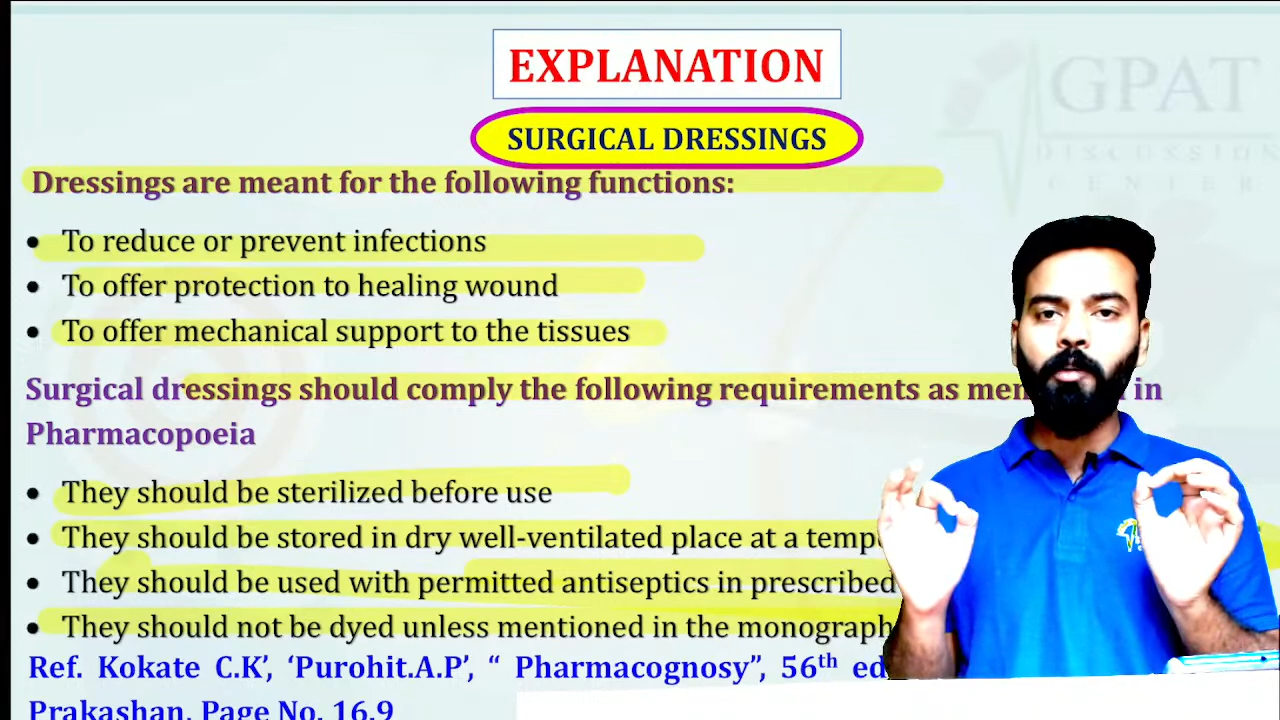 EXPLANATION
GPAT
DISCUSSION
CENTER
SURGICAL DRESSINGS
Dressings are meant for the following functions:
• To reduce or prevent infections
• To offer protection to healing wound
• To offer mechanical support to the tissues
Surgical dressings should comply the following requirements as in
Pharmacopoeia
• They should be sterilized before use
• They should be stored in dry well-ventilated place at a
• They should be used with permitted antiseptics in prescribed
• They should not be dyed unless mentioned in the monograph
Ref. Kokate C.K’, ‘Purohit.A.P’, “ Pharmacognosy”, 56th
Prakashan, Page No. 16.9